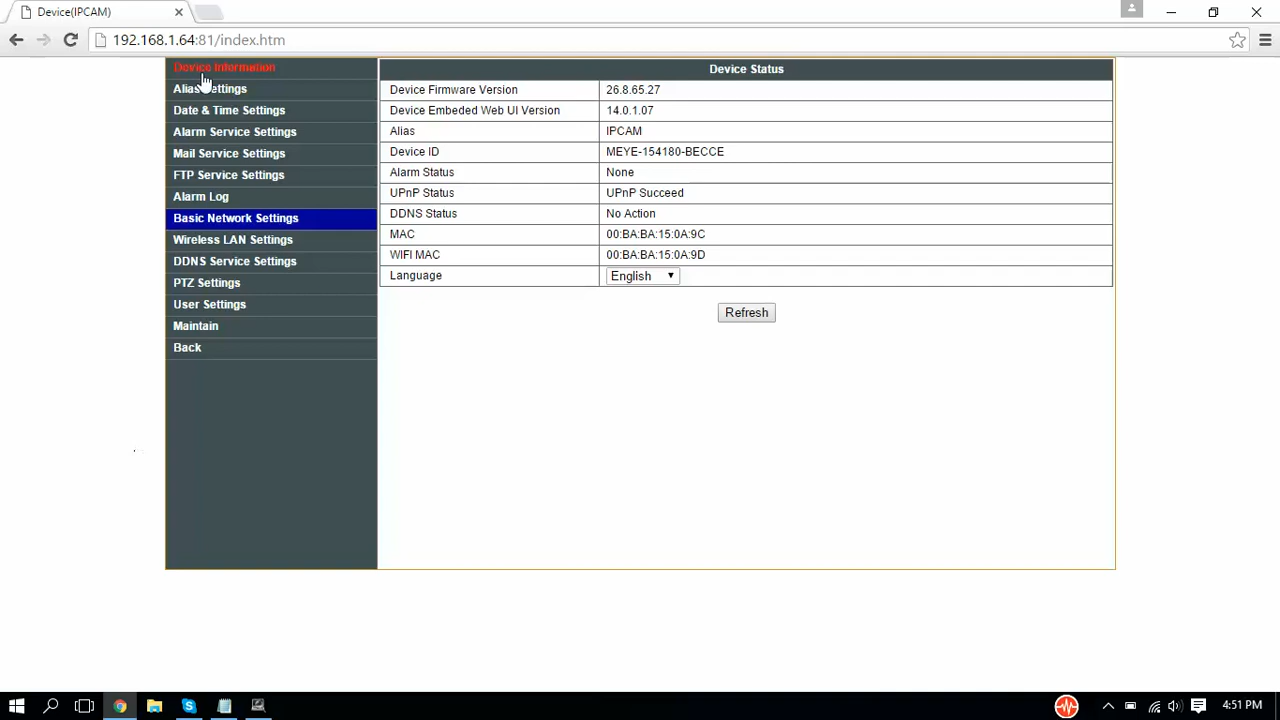 Device(IPCAM)
192.168.1.64:81/index.htm
Device Information
Device Status
Alias Settings
Device Firmware Version 26.8.65.27
Date & Time Settings
Device Embeded Web UI Version 14.0.1.07
Alarm Service Settings
Alias IPCAM
Mail Service Settings
Device ID MEYE-154180-BECCE
FTP Service Settings
Alarm Status None
Alarm Log
UPnP Status UPnP Succeed
Basic Network Settings
DDNS Status No Action
Wireless LAN Settings
MAC 00:BA:BA:15:0A:9C
DDNS Service Settings
WIFI MAC 00:BA:BA:15:0A:9D
PTZ Settings
Language English
User Settings
Refresh
Maintain
Back
4:51 PM